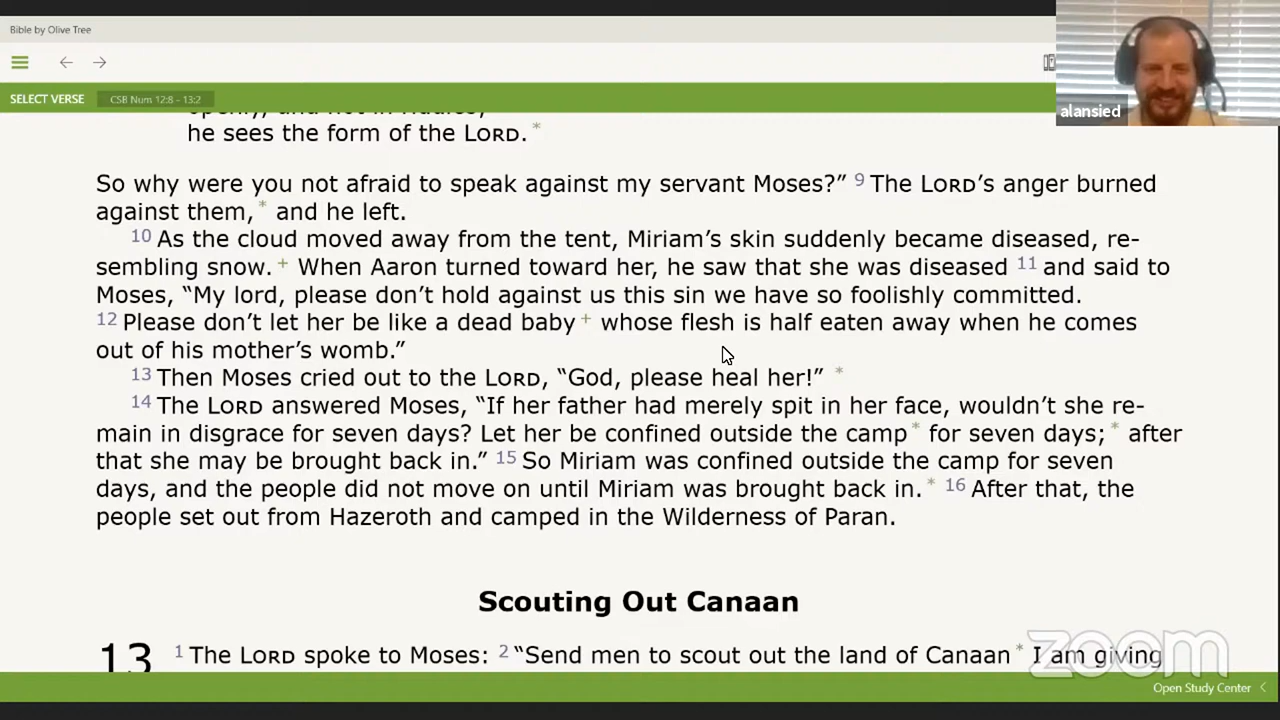 Bible by Olive Tree
alansied
SELECT VERSE
CSB Num 12:8 - 13:2
he sees the form of the LORD. *
So why were you not afraid to speak against my servant Moses?” 9 The LORD’s anger burned
against them, * and he left.
10 As the cloud moved away from the tent, Miriam’s skin suddenly became diseased, re-
sembling snow. + When Aaron turned toward her, he saw that she was diseased 11 and said to
Moses, “My lord, please don’t hold against us this sin we have so foolishly committed.
12 Please don’t let her be like a dead baby + whose flesh is half eaten away when he comes
out of his mother’s womb.”
13 Then Moses cried out to the LORD, “God, please heal her!” *
14 The LORD answered Moses, “If her father had merely spit in her face, wouldn’t she re-
main in disgrace for seven days? Let her be confined outside the camp * for seven days; * after
that she may be brought back in.” 15 So Miriam was confined outside the camp for seven
days, and the people did not move on until Miriam was brought back in. * 16 After that, the
people set out from Hazeroth and camped in the Wilderness of Paran.
Scouting Out Canaan
13 1 The LORD spoke to Moses: 2 “Send men to scout out the land of Canaan * I am giving
zoom
Open Study Center